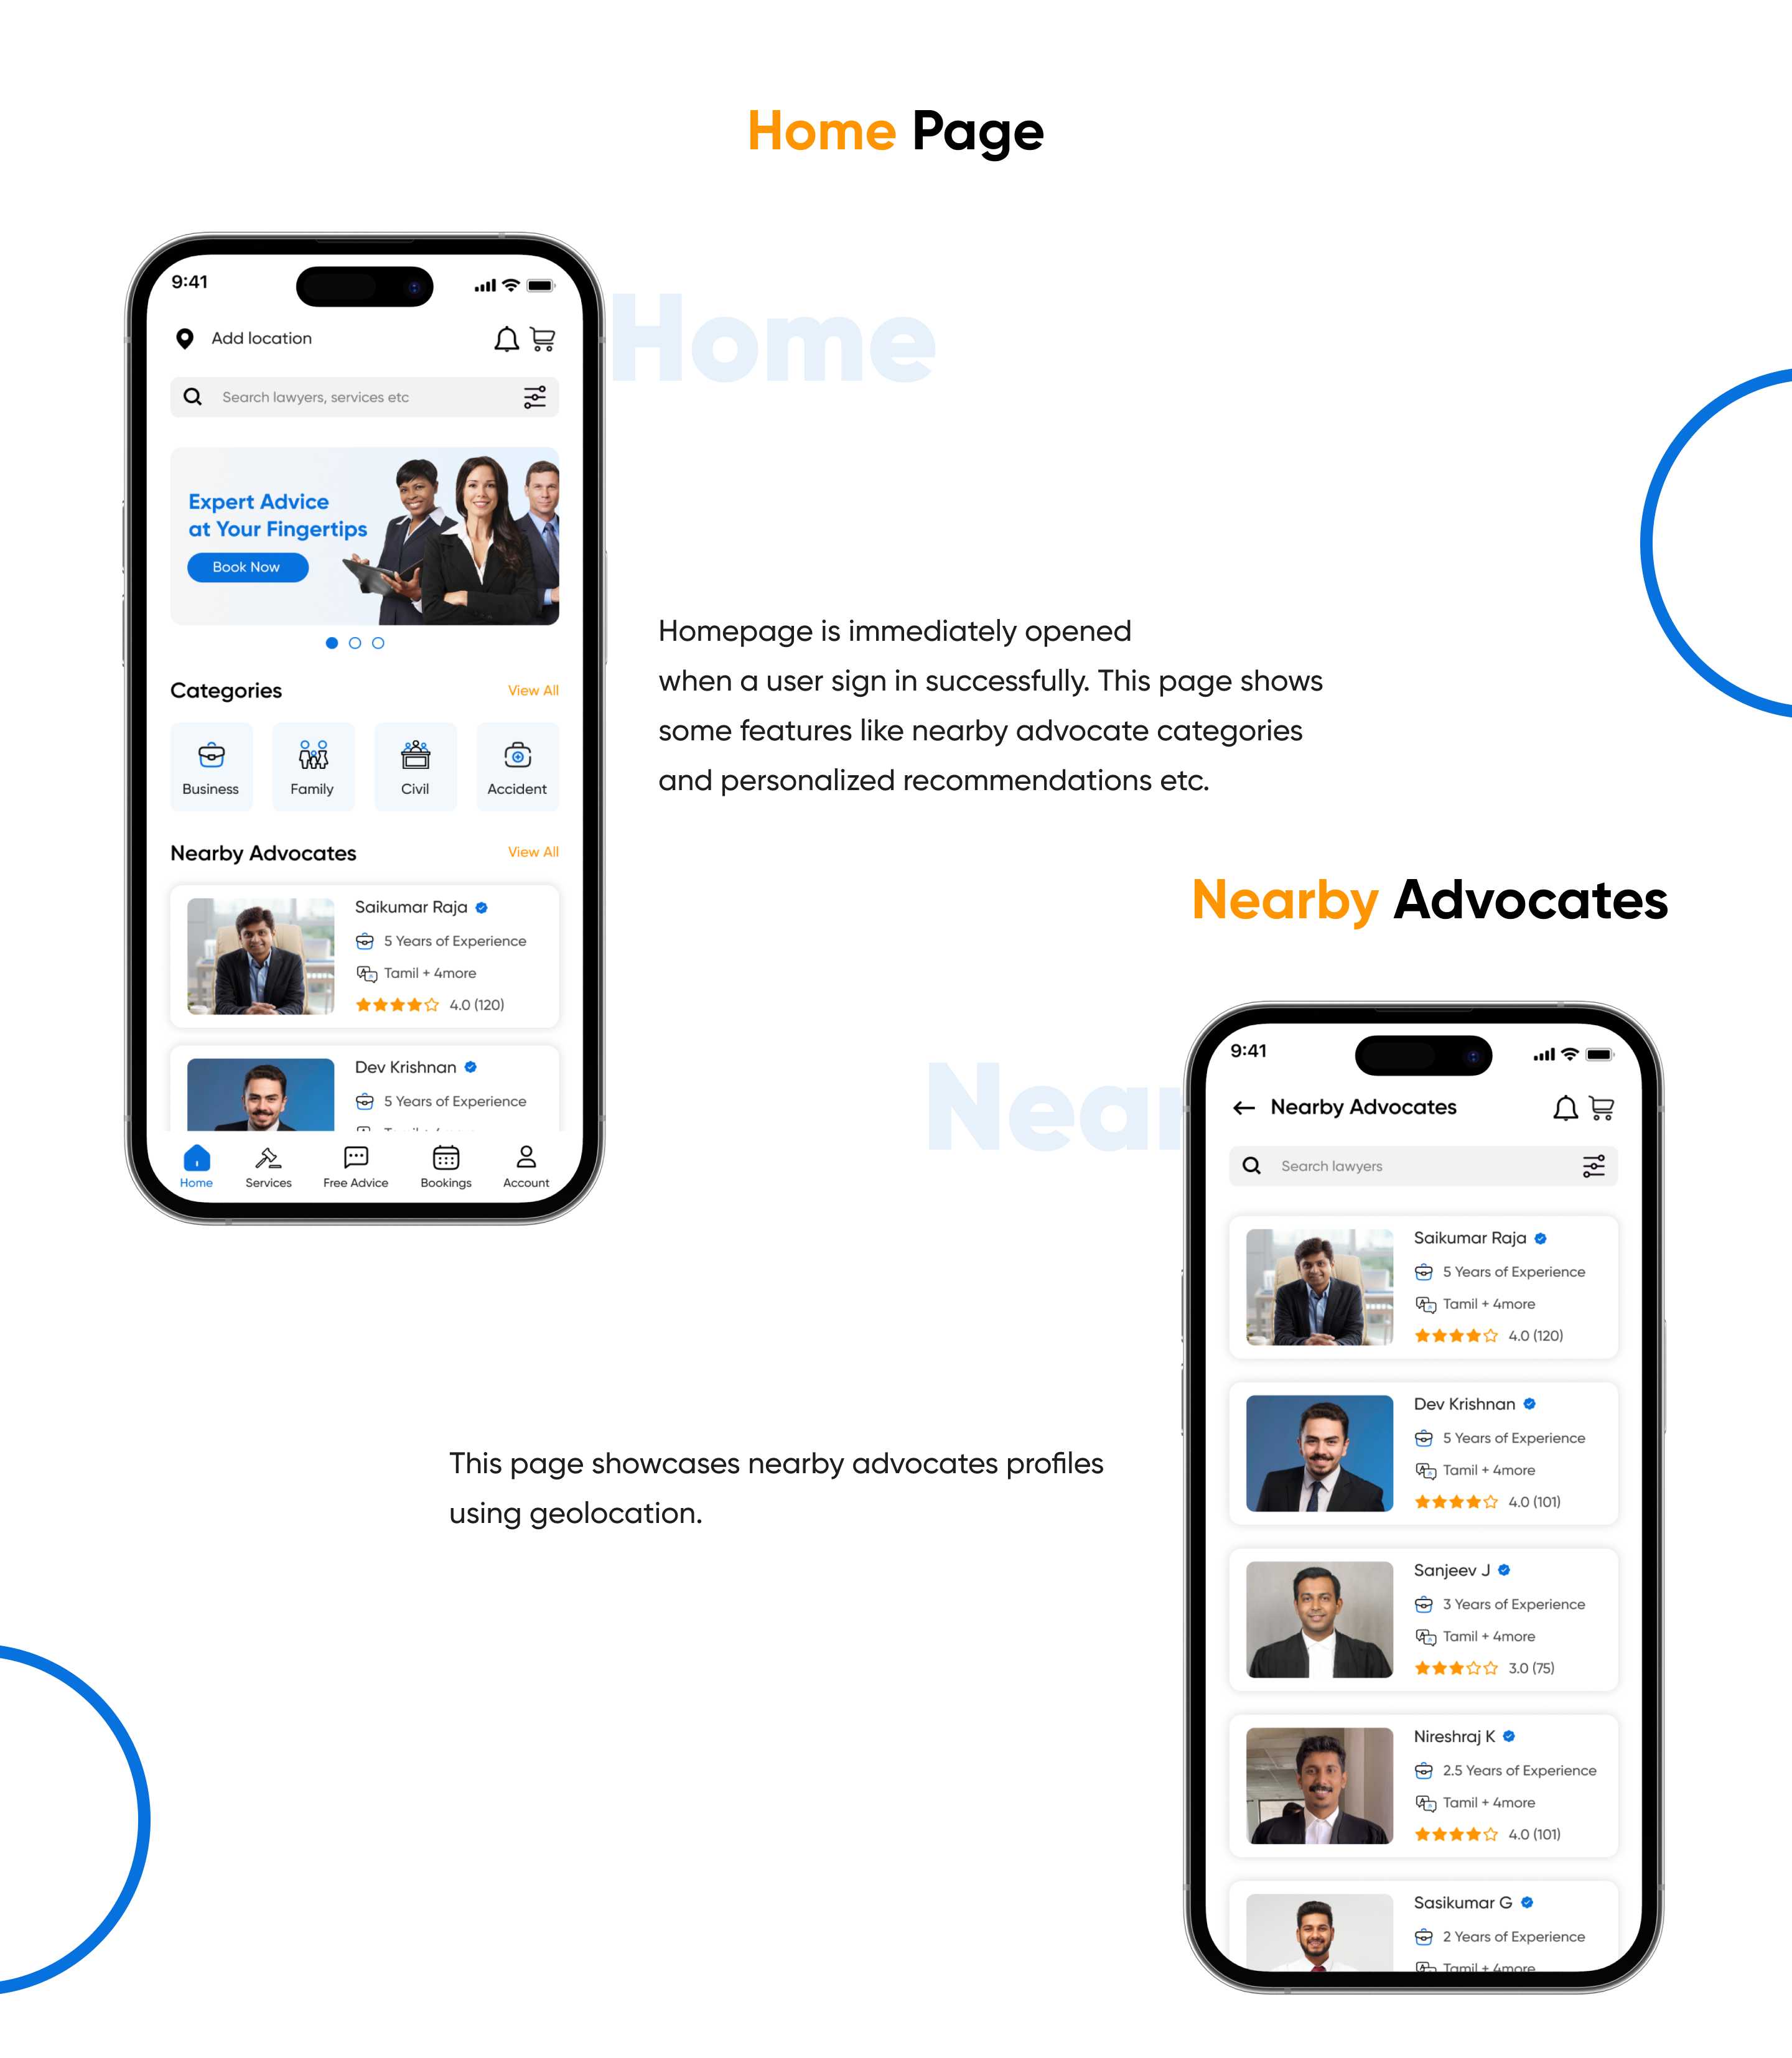 Home Page
Home
9:41
Add location
Search lawyers, services etc
Expert Advice
at Your Fingertips
Book Now
Categories
View All
Business
Family
Civil
Accident
Nearby Advocates
View All
Saikumar Raja
5 Years of Experience
Tamil + 4more
4.0 (120)
Dev Krishnan
5 Years of Experience
Tamil + 4more
Home
Services
Free Advice
Bookings
Account
Homepage is immediately opened
when a user sign in successfully. This page shows
some features like nearby advocate categories
and personalized recommendations etc.
Nearby Advocates
Near
9:41
Nearby Advocates
Search lawyers
Saikumar Raja
5 Years of Experience
Tamil + 4more
4.0 (120)
Dev Krishnan
5 Years of Experience
Tamil + 4more
4.0 (101)
Sanjeev J
3 Years of Experience
Tamil + 4more
3.0 (75)
Nireshraj K
2.5 Years of Experience
Tamil + 4more
4.0 (101)
Sasikumar G
2 Years of Experience
Tamil + 4more
This page showcases nearby advocates profiles
using geolocation.